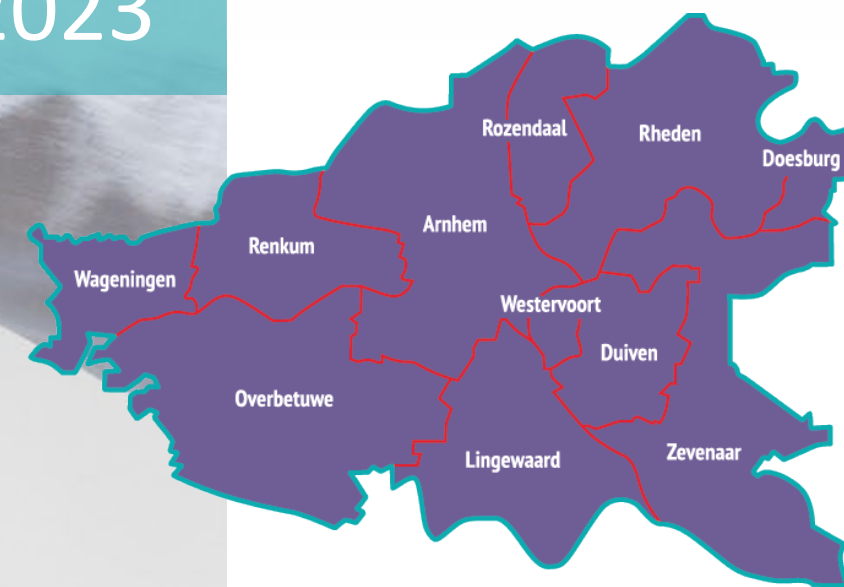 2023
Rozendaal
Rheden
Doesburg
Arnhem
Renkum
Wageningen
Westervoort
Duiven
Overbetuwe
Lingewaard
Zevenaar